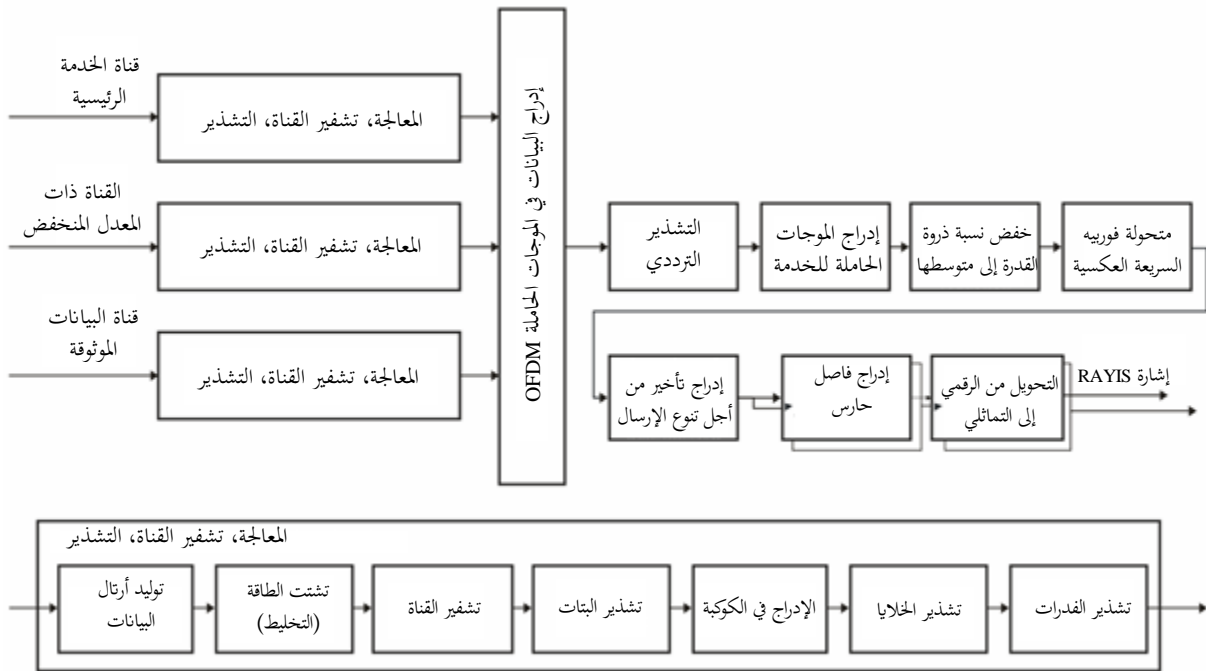 قناة الخدمة
الرئيسية
المعالجة، تشفير القناة، التشذير
القناة ذات
المعدل المنخفض
المعالجة، تشفير القناة، التشذير
قناة البيانات
الموثوقة
المعالجة، تشفير القناة، التشذير
إدراج البيانات في الموجات الحاملة OFDM
التشذير
الترددي
إدراج الموجات
الحاملة للخدمة
خفض نسبة ذروة
القدرة إلى متوسطها
متحولة فورييه
السريعة العكسية
إدراج تأخير من
أجل تنوع الإرسال
إدراج فاصل
حارس
التحويل من الرقمي
إلى التماثلي
إشارة RAYIS
المعالجة، تشفير القناة، التشذير
توليد أرتال
البيانات
تشتت الطاقة
(التخليط)
تشفير القناة
تشذير البتات
الإدراج في الكوكبة
تشذير الخلايا
تشذير الفدرات